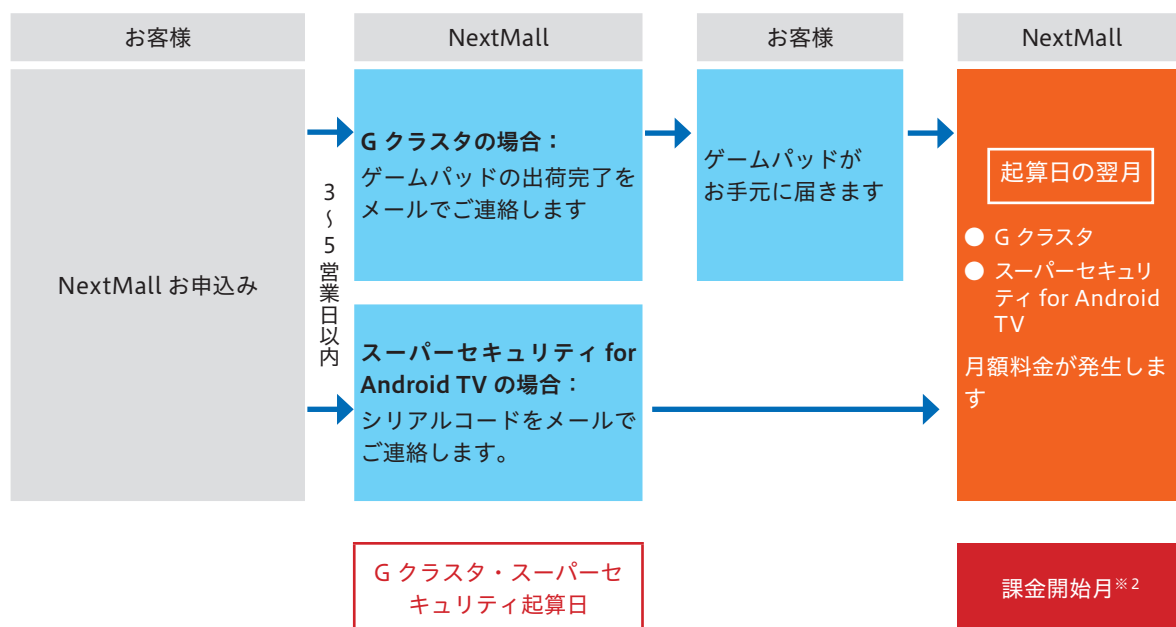 お客様
NextMall
お客様
NextMall
NextMall お申込み
3～5営業日以内
G クラスタの場合：
ゲームパッドの出荷完了を
メールでご連絡します
スーパーセキュリティ for
Android TV の場合：
シリアルコードをメールで
ご連絡します。
ゲームパッドが
お手元に届きます
起算日の翌月
● G クラスタ
● スーパーセキュリ
ティ for Android
TV
月額料金が発生しま
す
G クラスタ・スーパーセ
キュリティ起算日
課金開始月※2